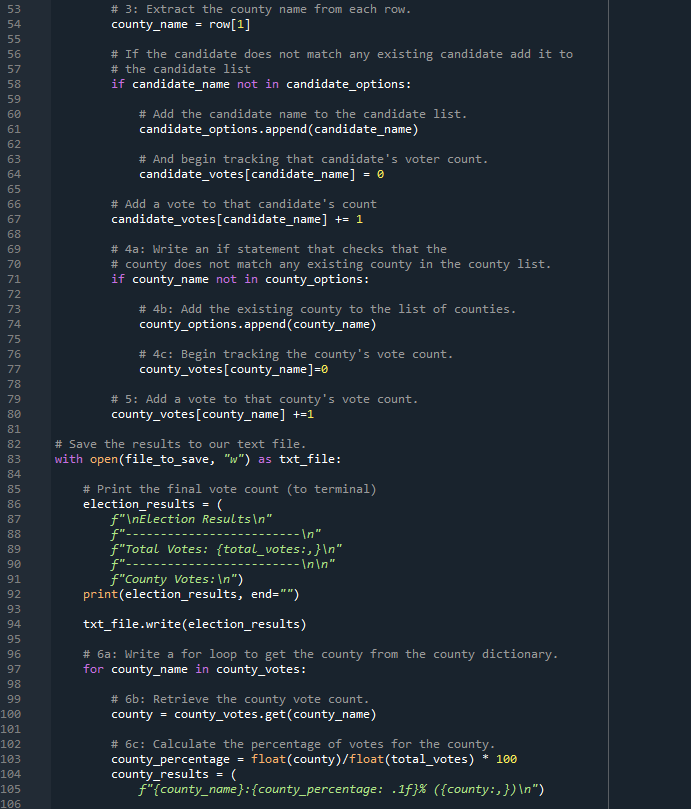 53 # 3: Extract the county name from each row.
54 county_name = row[1]
55
56 # If the candidate does not match any existing candidate add it to
57 # the candidate list
58 if candidate_name not in candidate_options:
59
60 # Add the candidate name to the candidate list.
61 candidate_options.append(candidate_name)
62
63 # And begin tracking that candidate's voter count.
64 candidate_votes[candidate_name] = 0
65
66 # Add a vote to that candidate's count
67 candidate_votes[candidate_name] += 1
68
69 # 4a: Write an if statement that checks that the
70 # county does not match any existing county in the county list.
71 if county_name not in county_options:
72
73 # 4b: Add the existing county to the list of counties.
74 county_options.append(county_name)
75
76 # 4c: Begin tracking the county's vote count.
77 county_votes[county_name]=0
78
79 # 5: Add a vote to that county's vote count.
80 county_votes[county_name] +=1
81
82 # Save the results to our text file.
83 with open(file_to_save, "w") as txt_file:
84
85 # Print the final vote count (to terminal)
86 election_results = (
87 f"\nElection Results\n"
88 f"-------------------------\n"
89 f"Total Votes: {total_votes:,}\n"
90 f"-------------------------\n\n"
91 f"County Votes:\n")
92 print(election_results, end="")
93
94 txt_file.write(election_results)
95
96 # 6a: Write a for loop to get the county from the county dictionary.
97 for county_name in county_votes:
98
99 # 6b: Retrieve the county vote count.
100 county = county_votes.get(county_name)
101
102 # 6c: Calculate the percentage of votes for the county.
103 county_percentage = float(county)/float(total_votes) * 100
104 county_results = (
105 f"{county_name}:{county_percentage: .1f}% ({county:,})\n")
106